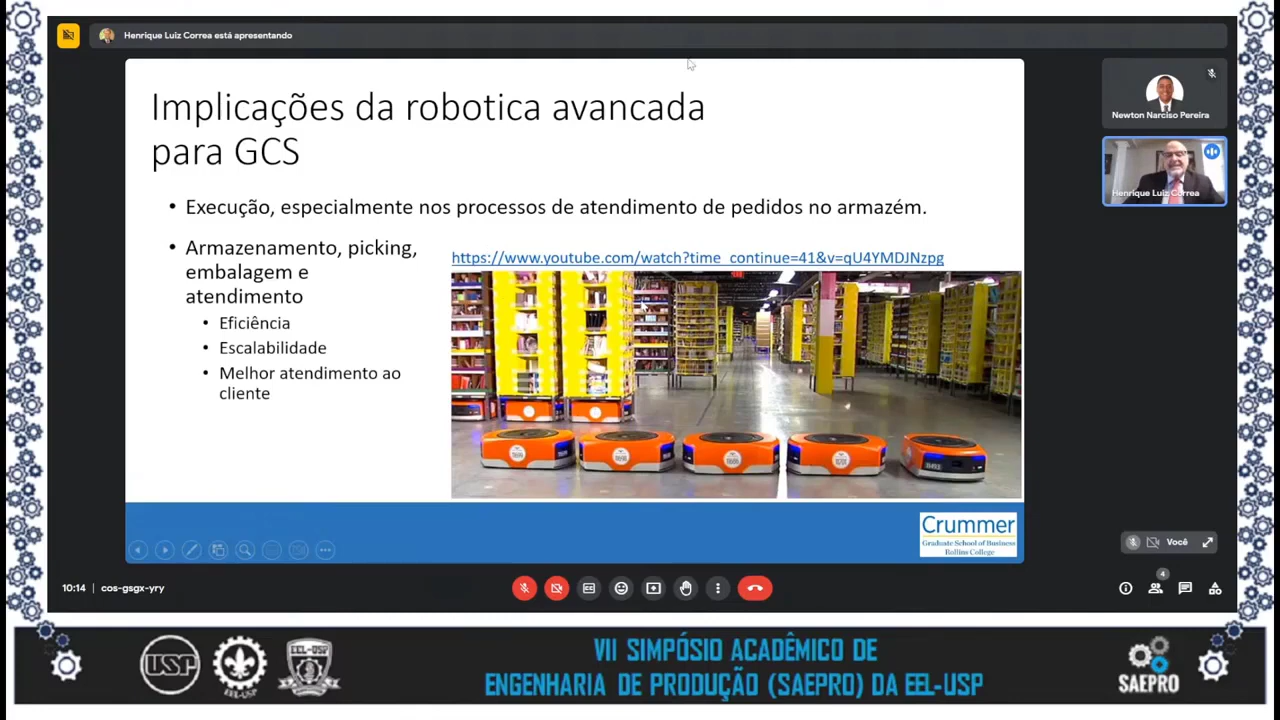 Henrique Luiz Correa está apresentando
Implicações da robotica avancada
para GCS
• Execução, especialmente nos processos de atendimento de pedidos no armazém.
• Armazenamento, picking,
embalagem e
atendimento
• Eficiência
• Escalabilidade
• Melhor atendimento ao
cliente
https://www.youtube.com/watch?time_continue=41&v=qU4YMDJNzpg
Crummer
Graduate School of Business
Rollins College
Newton Narciso Pereira
Henrique Luiz Correa
Você
10:14 | cos-gsgx-yry
4
USP
EEL-USP
EEL-USP
VII SIMPÓSIO ACADÊMICO DE
ENGENHARIA DE PRODUÇÃO (SAEPRO) DA EEL-USP
SAEPRO